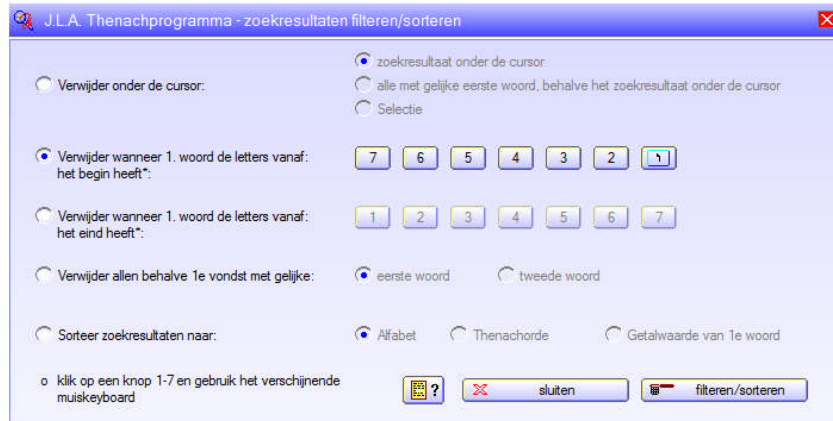 J.L.A. Thenachprogramma - zoekresultaten filteren/sorteren
Verwijder onder de cursor:
zoekresultaat onder de cursor
alle met gelijke eerste woord, behalve het zoekresultaat onder de cursor
Selectie
Verwijder wanneer 1. woord de letters vanaf:
het begin heeft*:
7 6 5 4 3 2 ו
Verwijder wanneer 1. woord de letters vanaf:
het eind heeft*:
1 2 3 4 5 6 7
Verwijder allen behalve 1e vondst met gelijke: eerste woord tweede woord
Sorteer zoekresultaten naar: Alfabet Thenachorde Getalwaarde van 1e woord
o klik op een knop 1-7 en gebruik het verschijnende
muiskeyboard
? sluiten filteren/sorteren